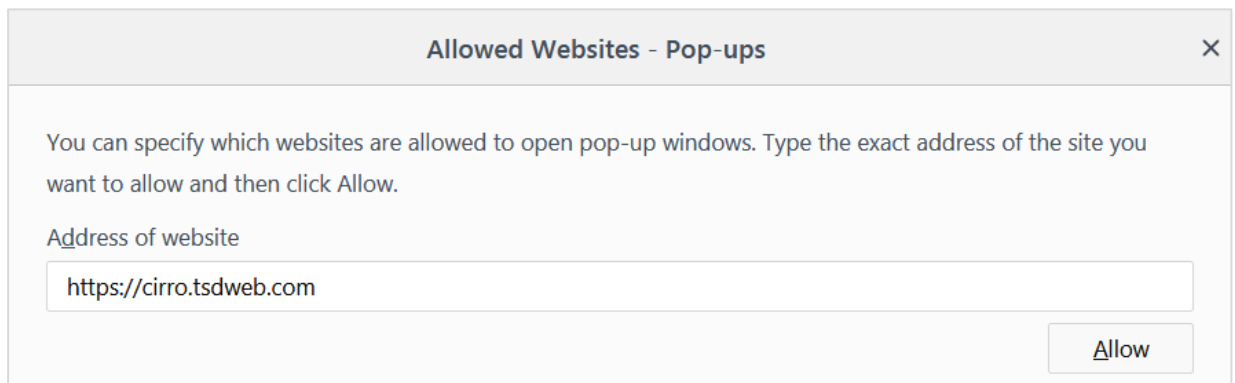 Allowed Websites - Pop-ups
You can specify which websites are allowed to open pop-up windows. Type the exact address of the site you
want to allow and then click Allow.
Address of website
https://cirro.tsdweb.com
Allow